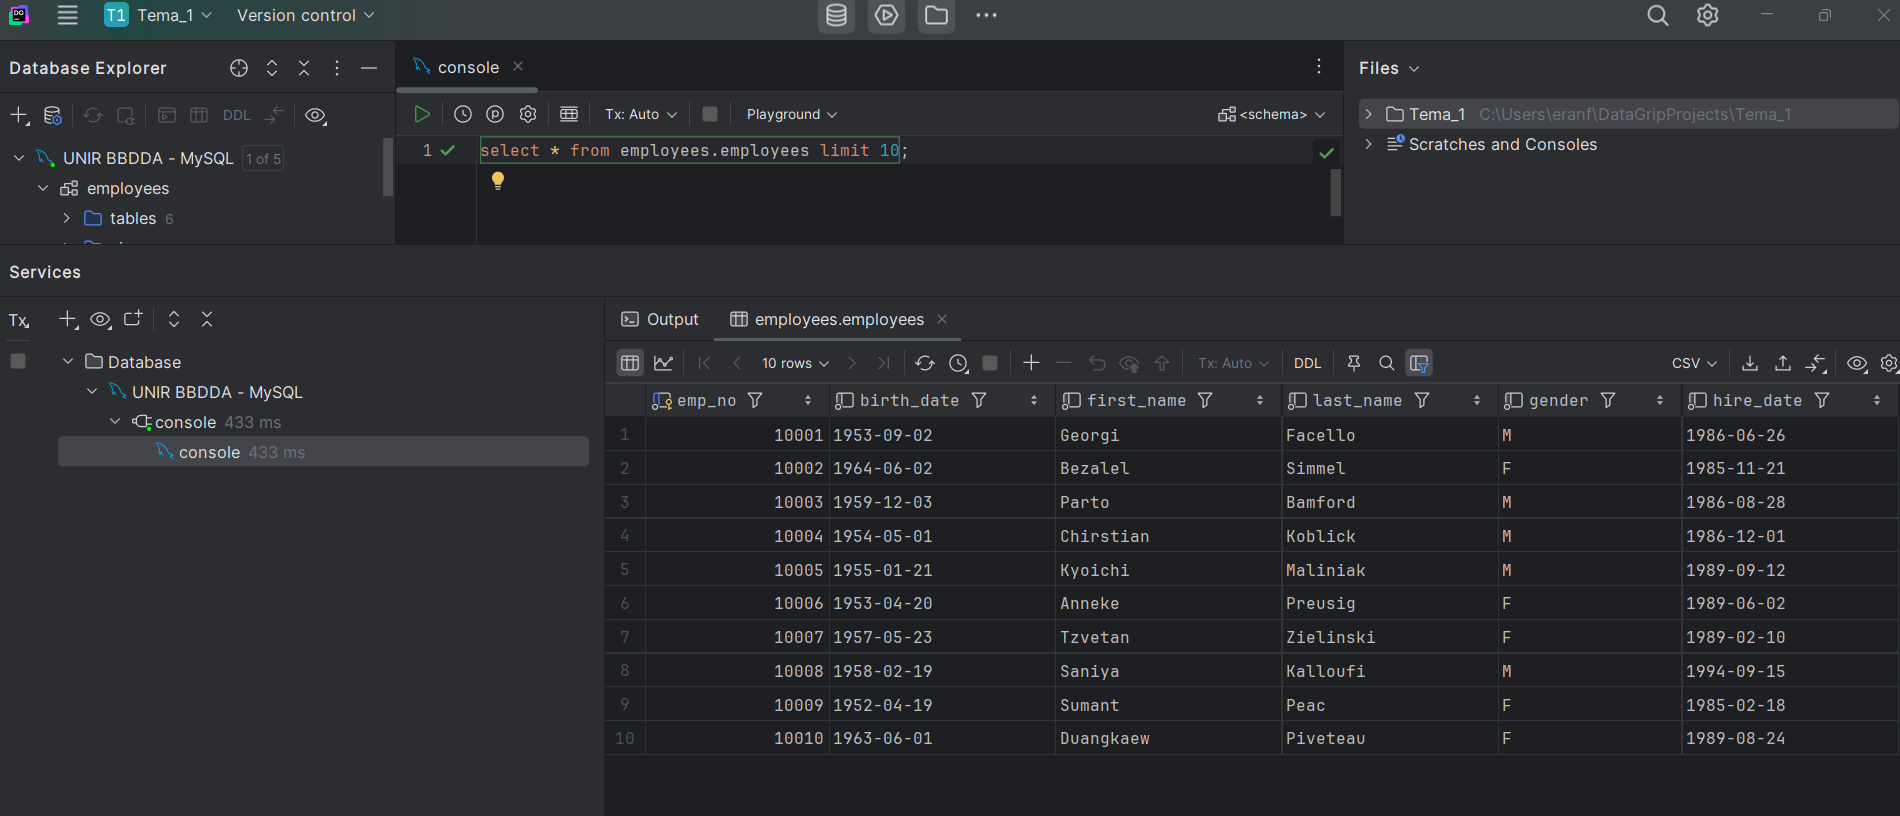 DG
T1 Tema_1 Version control
Database Explorer
console
Files
DDL
Tx: Auto Playground <schema>
Tema_1 C:\Users\eranf\DataGripProjects\Tema_1
1 select * from employees.employees limit 10;
Scratches and Consoles
UNIR BBDDA - MySQL 1 of 5
employees
tables 6
Services
Tx
Output employees.employees
Database
10 rows Tx: Auto DDL CSV
UNIR BBDDA - MySQL
console 433 ms
console 433 ms
emp_no birth_date first_name last_name gender hire_date
1 10001 1953-09-02 Georgi Facello M 1986-06-26
2 10002 1964-06-02 Bezalel Simmel F 1985-11-21
3 10003 1959-12-03 Parto Bamford M 1986-08-28
4 10004 1954-05-01 Chirstian Koblick M 1986-12-01
5 10005 1955-01-21 Kyoichi Maliniak M 1989-09-12
6 10006 1953-04-20 Anneke Preusig F 1989-06-02
7 10007 1957-05-23 Tzvetan Zielinski F 1989-02-10
8 10008 1958-02-19 Saniya Kalloufi M 1994-09-15
9 10009 1952-04-19 Sumant Peac F 1985-02-18
10 10010 1963-06-01 Duangkaew Piveteau F 1989-08-24